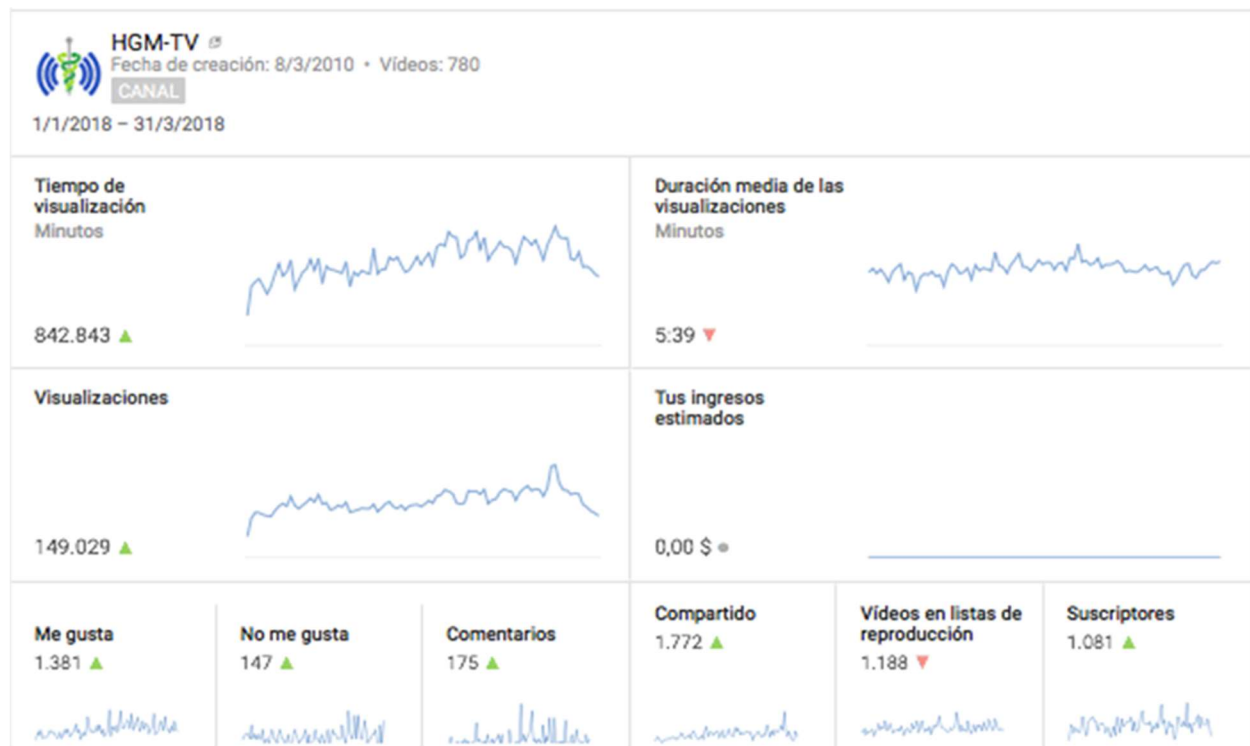 HGM-TV
Fecha de creación: 8/3/2010 • Vídeos: 780
CANAL
1/1/2018 – 31/3/2018
Tiempo de
visualización
Minutos
842.843
Duración media de las
visualizaciones
Minutos
5:39
Visualizaciones
149.029
Tus ingresos
estimados
0,00 $
Me gusta
1.381
No me gusta
147
Comentarios
175
Compartido
1.772
Vídeos en listas de
reproducción
1.188
Suscriptores
1.081